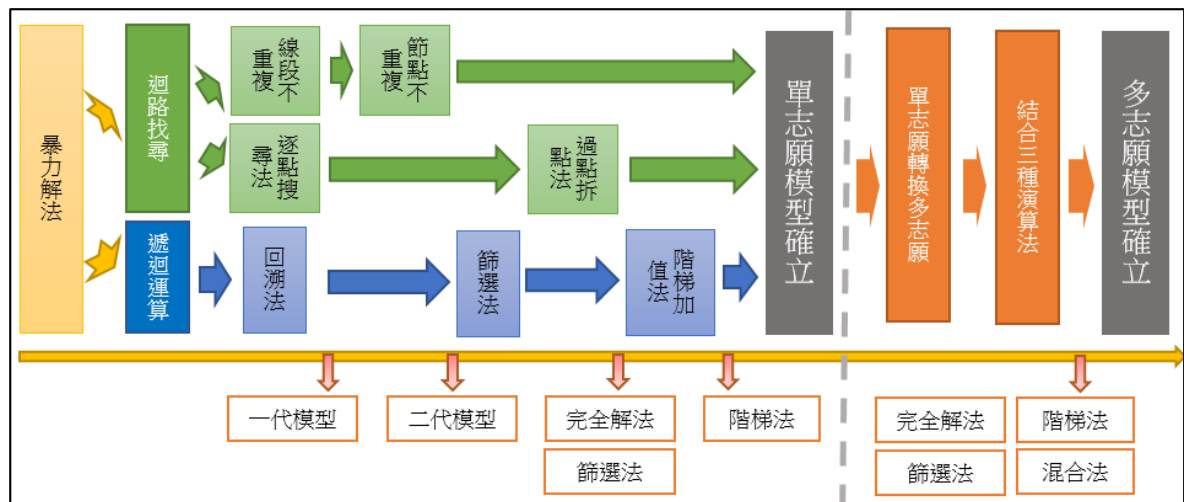 暴力解法
迴路找尋
遞迴運算
線段不
重複
節點不
重複
逐點搜
尋法
過點拆
點法
回溯法
篩選法
階梯加
值法
單志願模型確立
單志願轉換多志願
結合三種演算法
多志願模型確立
一代模型
二代模型
完全解法
篩選法
階梯法
完全解法
篩選法
階梯法
混合法